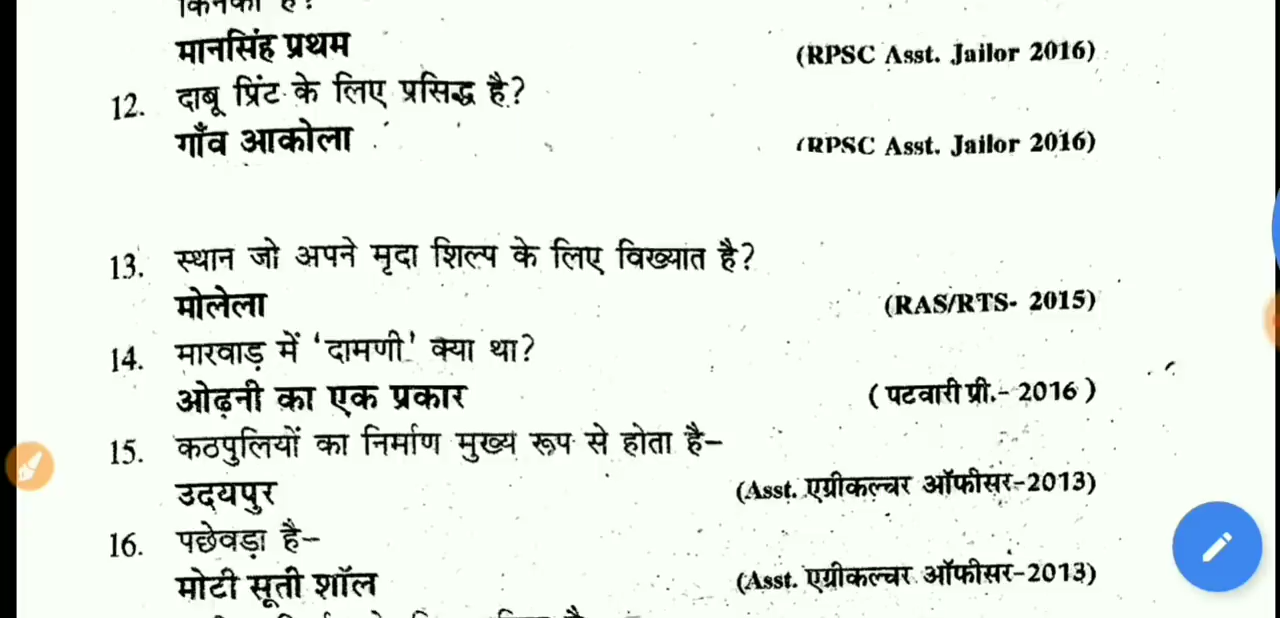 किनका है?
मानसिंह प्रथम (RPSC Asst. Jailor 2016)
12. दाबू प्रिंट के लिए प्रसिद्ध है?
गाँव आकोला (RPSC Asst. Jailor 2016)
13. स्थान जो अपने मृदा शिल्प के लिए विख्यात है?
मोलेला (RAS/RTS- 2015)
14. मारवाड़ में 'दामणी' क्या था?
ओढ़नी का एक प्रकार (पटवारी प्री.- 2016)
15. कठपुलियों का निर्माण मुख्य रूप से होता है–
उदयपुर (Asst. एग्रीकल्चर ऑफीसर-2013)
16. पछेवड़ा है–
मोटी सूती शॉल (Asst. एग्रीकल्चर ऑफीसर-2013)